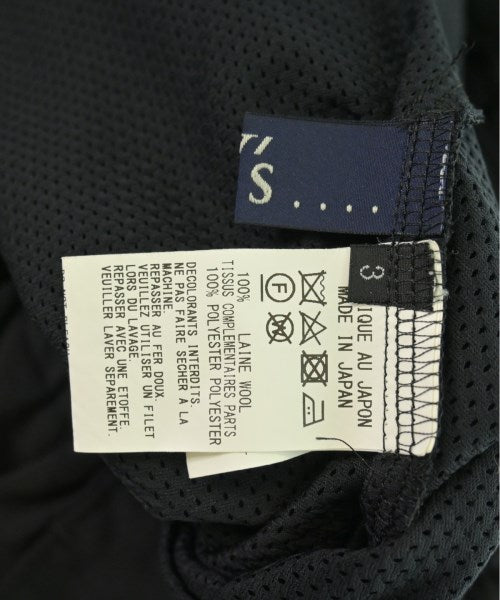 'S . . . .
3
FABRIQUE AU JAPON
MADE IN JAPAN
F
100% LAINE WOOL
TISSUS COMPLEMENTAIRES PARTS
100% POLYESTER POLYESTER
DECOLORANTS INTERDITS.
NE PAS FAIRE SECHER A LA
MACHINE
REPASSER AU FER DOUX.
VEUILLEZ UTILISER UN FILET
LORS DU LAVAGE.
REPASSER AVEC UNE ETOFFE.
VEUILLER LAVER SEPAREMENT.